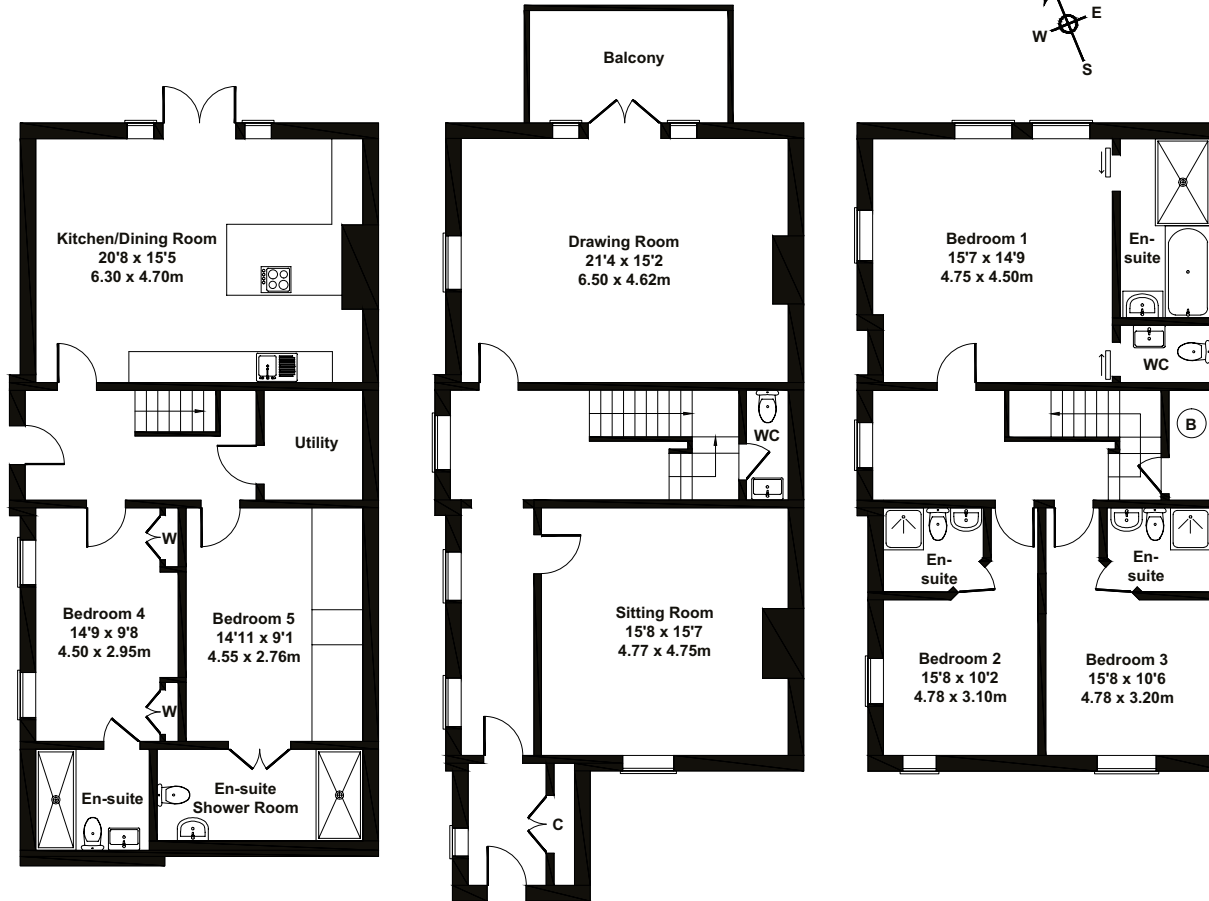 E
W
S
Balcony
Kitchen/Dining Room
20'8 x 15'5
6.30 x 4.70m
Utility
Bedroom 4
14'9 x 9'8
4.50 x 2.95m
W
W
Bedroom 5
14'11 x 9'1
4.55 x 2.76m
En-suite
En-suite
Shower Room
Drawing Room
21'4 x 15'2
6.50 x 4.62m
WC
Sitting Room
15'8 x 15'7
4.77 x 4.75m
C
Bedroom 1
15'7 x 14'9
4.75 x 4.50m
En-
suite
WC
B
En-
suite
En-
suite
Bedroom 2
15'8 x 10'2
4.78 x 3.10m
Bedroom 3
15'8 x 10'6
4.78 x 3.20m